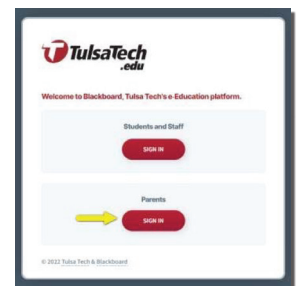 TulsaTech
.edu
Welcome to Blackboard, Tulsa Tech's e-Education platform.
Students and Staff
SIGN IN
Parents
SIGN IN
© 2022 Tulsa Tech & Blackboard